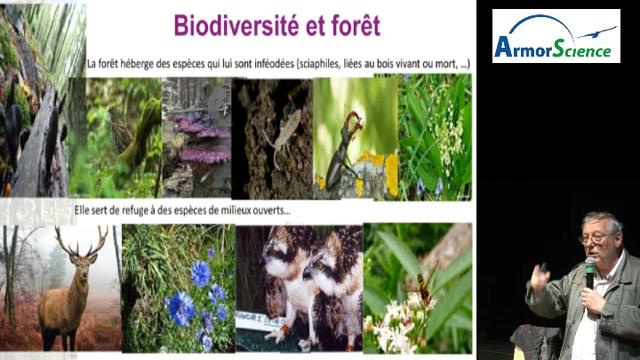 Biodiversité et forêt
La forêt héberge des espèces qui lui sont inféodées (sciaphiles, liées au bois vivant ou mort, …)
Elle sert de refuge à des espèces de milieux ouverts…
ArmorScience